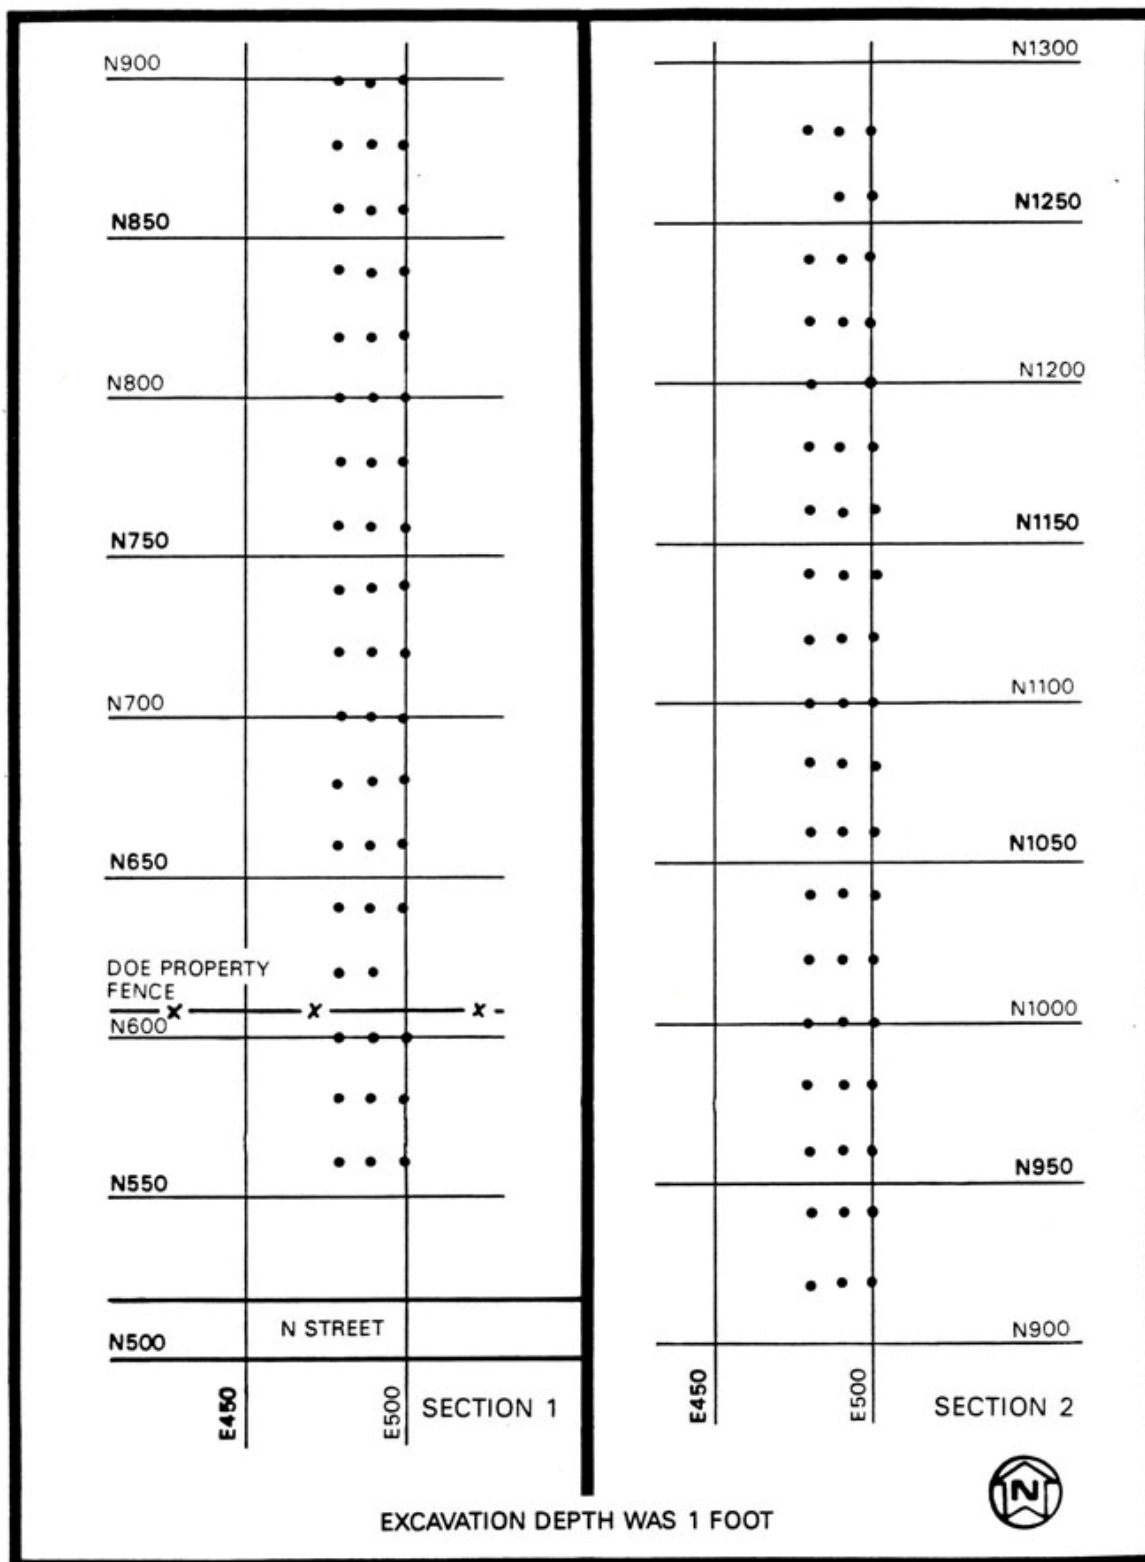 N900
N850
N800
N750
N700
N650
DOE PROPERTY
FENCE
N600
N550
N STREET
N500
E450
E500
SECTION 1
N1300
N1250
N1200
N1150
N1100
N1050
N1000
N950
N900
E450
E500
SECTION 2
N
EXCAVATION DEPTH WAS 1 FOOT